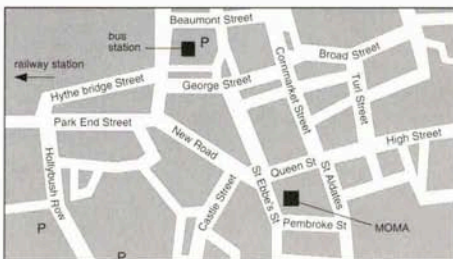 Beaumont Street
bus
station
P
railway station
Hythe bridge Street
George Street
Broad Street
Cornmarket Street
Turl Street
Park End Street
New Road
High Street
Hollybush Row
Castle Street
St Ebbe's St
Queen St
St Aldates
Pembroke St
MOMA
P
P